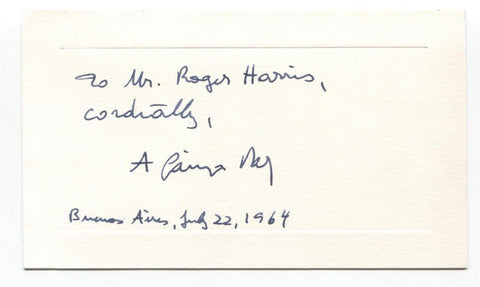 to Mr. Roger Harris,
cordially,
A
Buenos Aires, July 22, 1964